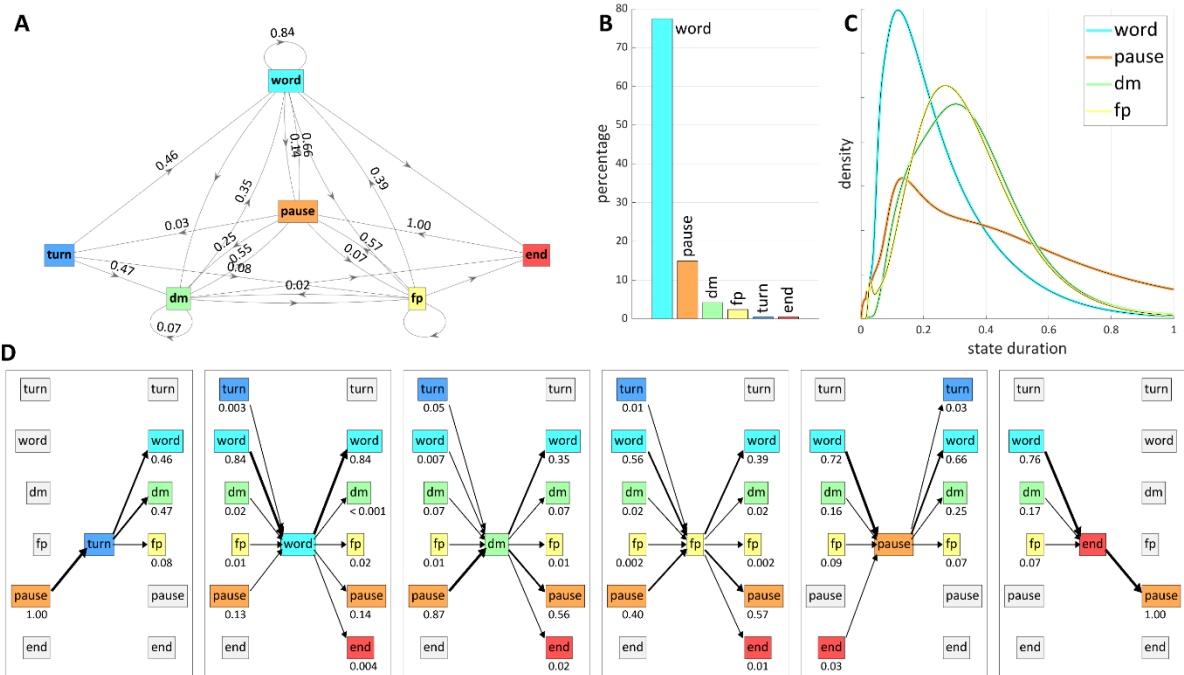 A
0.84
word
0.14
0.66
0.46
0.39
0.35
pause
0.03
1.00
0.25
0.55
0.08
0.57
0.07
turn
end
0.47
0.02
dm
fp
0.07
B
percentage
80
70
60
50
40
30
20
10
0
word
pause
dm
fp
turn
end
C
density
word
pause
dm
fp
0
0.2
0.4
0.6
0.8
1
state duration
D
turn
word
dm
fp
pause
1.00
end
turn
turn
word
0.46
dm
0.47
fp
0.08
pause
end
turn
0.003
word
0.84
dm
0.02
fp
0.01
pause
0.13
end
word
turn
word
0.84
dm
< 0.001
fp
0.02
pause
0.14
end
0.004
turn
0.05
word
0.007
dm
0.07
fp
0.01
pause
0.87
end
dm
turn
word
0.35
dm
0.07
fp
0.01
pause
0.56
end
0.02
turn
0.01
word
0.56
dm
0.02
fp
0.002
pause
0.40
end
fp
turn
word
0.39
dm
0.02
fp
0.002
pause
0.57
end
0.01
turn
word
0.72
dm
0.16
fp
0.09
pause
end
0.03
pause
turn
0.03
word
0.66
dm
0.25
fp
0.07
pause
end
turn
word
0.76
dm
0.17
fp
0.07
pause
end
end
turn
word
dm
fp
pause
1.00
end